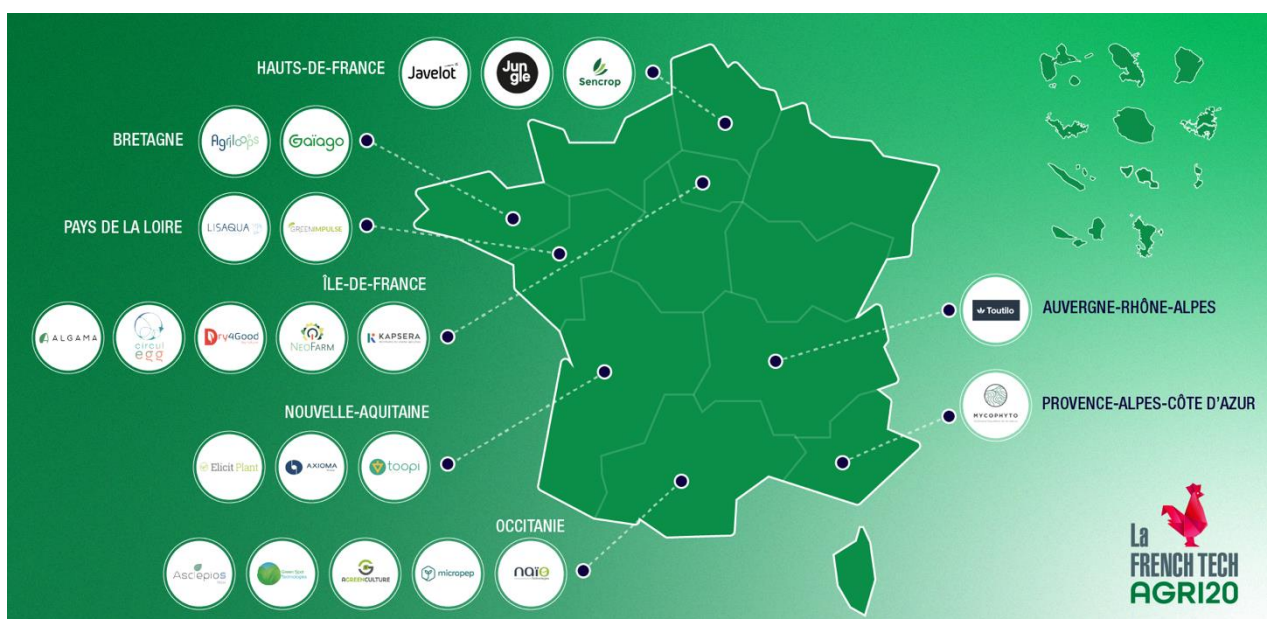 HAUTS-DE-FRANCE
Javelot
Jun
gle
Sencrop
BRETAGNE
Agriloops
Gaïago
PAYS DE LA LOIRE
LISAQUA
GREENIMPULSE
ÎLE-DE-FRANCE
ALGAMA
circul
egg
Dry4Good
NEOFARM
KAPSERA
NOUVELLE-AQUITAINE
Elicit Plant
AXIOMA
toopi
OCCITANIE
Asclepios
Green Spot
Technologies
AGREENCULTURE
micropep
naïo
Toutilo
AUVERGNE-RHÔNE-ALPES
MYCOPHYTO
PROVENCE-ALPES-CÔTE D'AZUR
La
FRENCH TECH
AGRI20